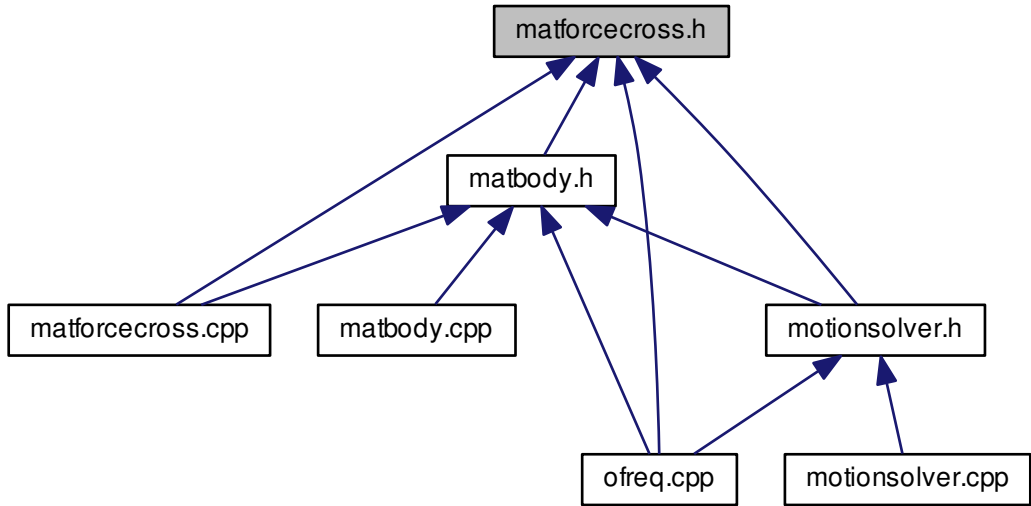 matforcecross.h
matbody.h
matforcecross.cpp
matbody.cpp
motionsolver.h
ofreq.cpp
motionsolver.cpp